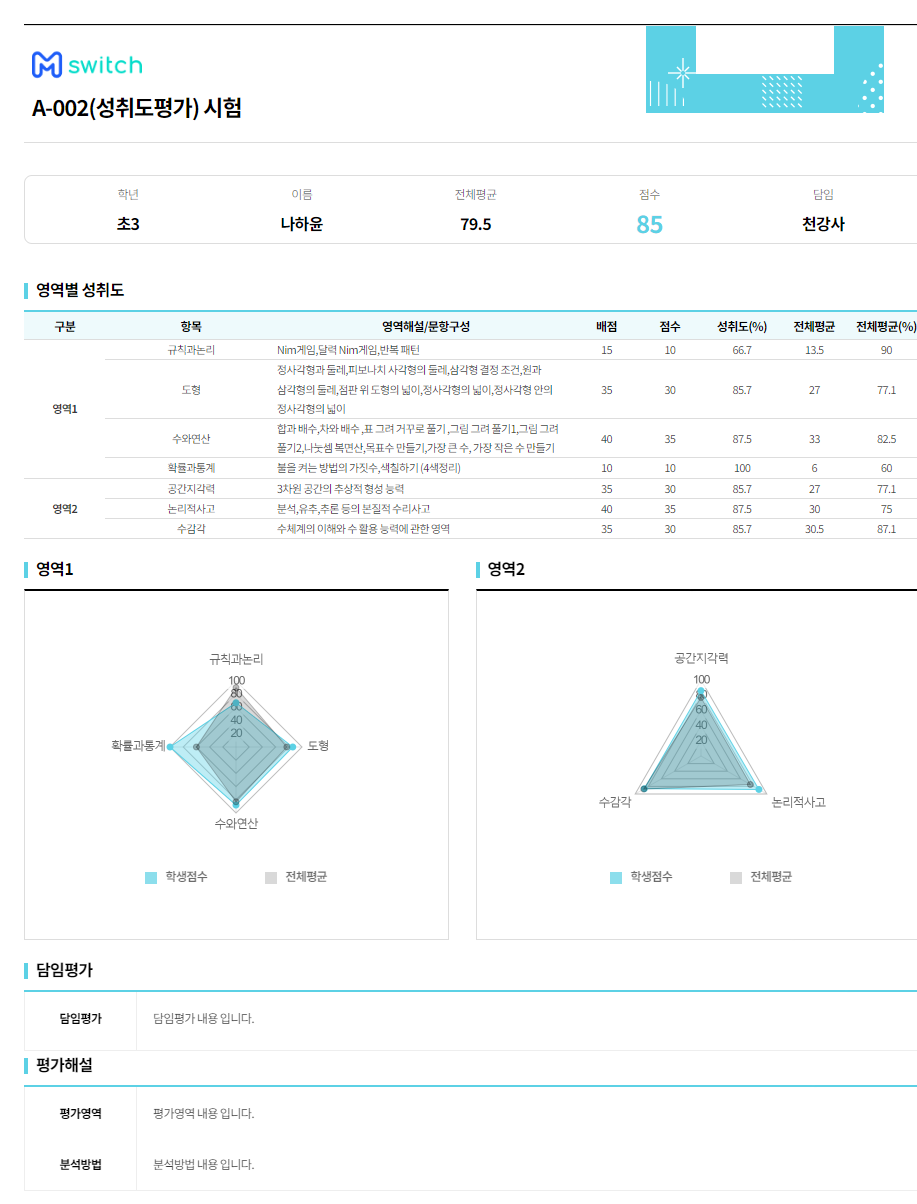 switch
A-002(성취도평가) 시험
학년 이름 전체평균 점수 담임
초3 나하윤 79.5 85 천강사
영역별 성취도
구분 항목 영역해설/문항구성 배점 점수 성취도(%) 전체평균 전체평균(%)
영역1
규칙과논리 Nim게임,달력 Nim게임,반복 패턴 15 10 66.7 13.5 90
도형 정사각형과 둘레,피보나치 사각형의 둘레,삼각형 결정 조건,원과
삼각형의 둘레,점판 위 도형의 넓이,정사각형의 넓이,정사각형 안의
정사각형의 넓이
35 30 85.7 27 77.1
수와연산 합과 배수,차와 배수 ,표 그려 거꾸로 풀기 ,그림 그려 풀기1,그림 그려
풀기2,나눗셈 복면산,목표수 만들기,가장 큰 수, 가장 작은 수 만들기
40 35 87.5 33 82.5
확률과통계 불을 켜는 방법의 가짓수,색칠하기 (4색정리) 10 10 100 6 60
영역2
공간지각력 3차원 공간의 추상적 형성 능력 35 30 85.7 27 77.1
논리적사고 분석,유추,추론 등의 본질적 수리사고 40 35 87.5 30 75
수감각 수체계의 이해와 수 활용 능력에 관한 영역 35 30 85.7 30.5 87.1
영역1
규칙과논리
100
80
60
40
20
확률과통계
도형
수와연산
학생점수 전체평균
영역2
공간지각력
100
80
60
40
20
수감각
논리적사고
학생점수 전체평균
담임평가
담임평가 담임평가 내용 입니다.
평가해설
평가영역 평가영역 내용 입니다.
분석방법 분석방법 내용 입니다.